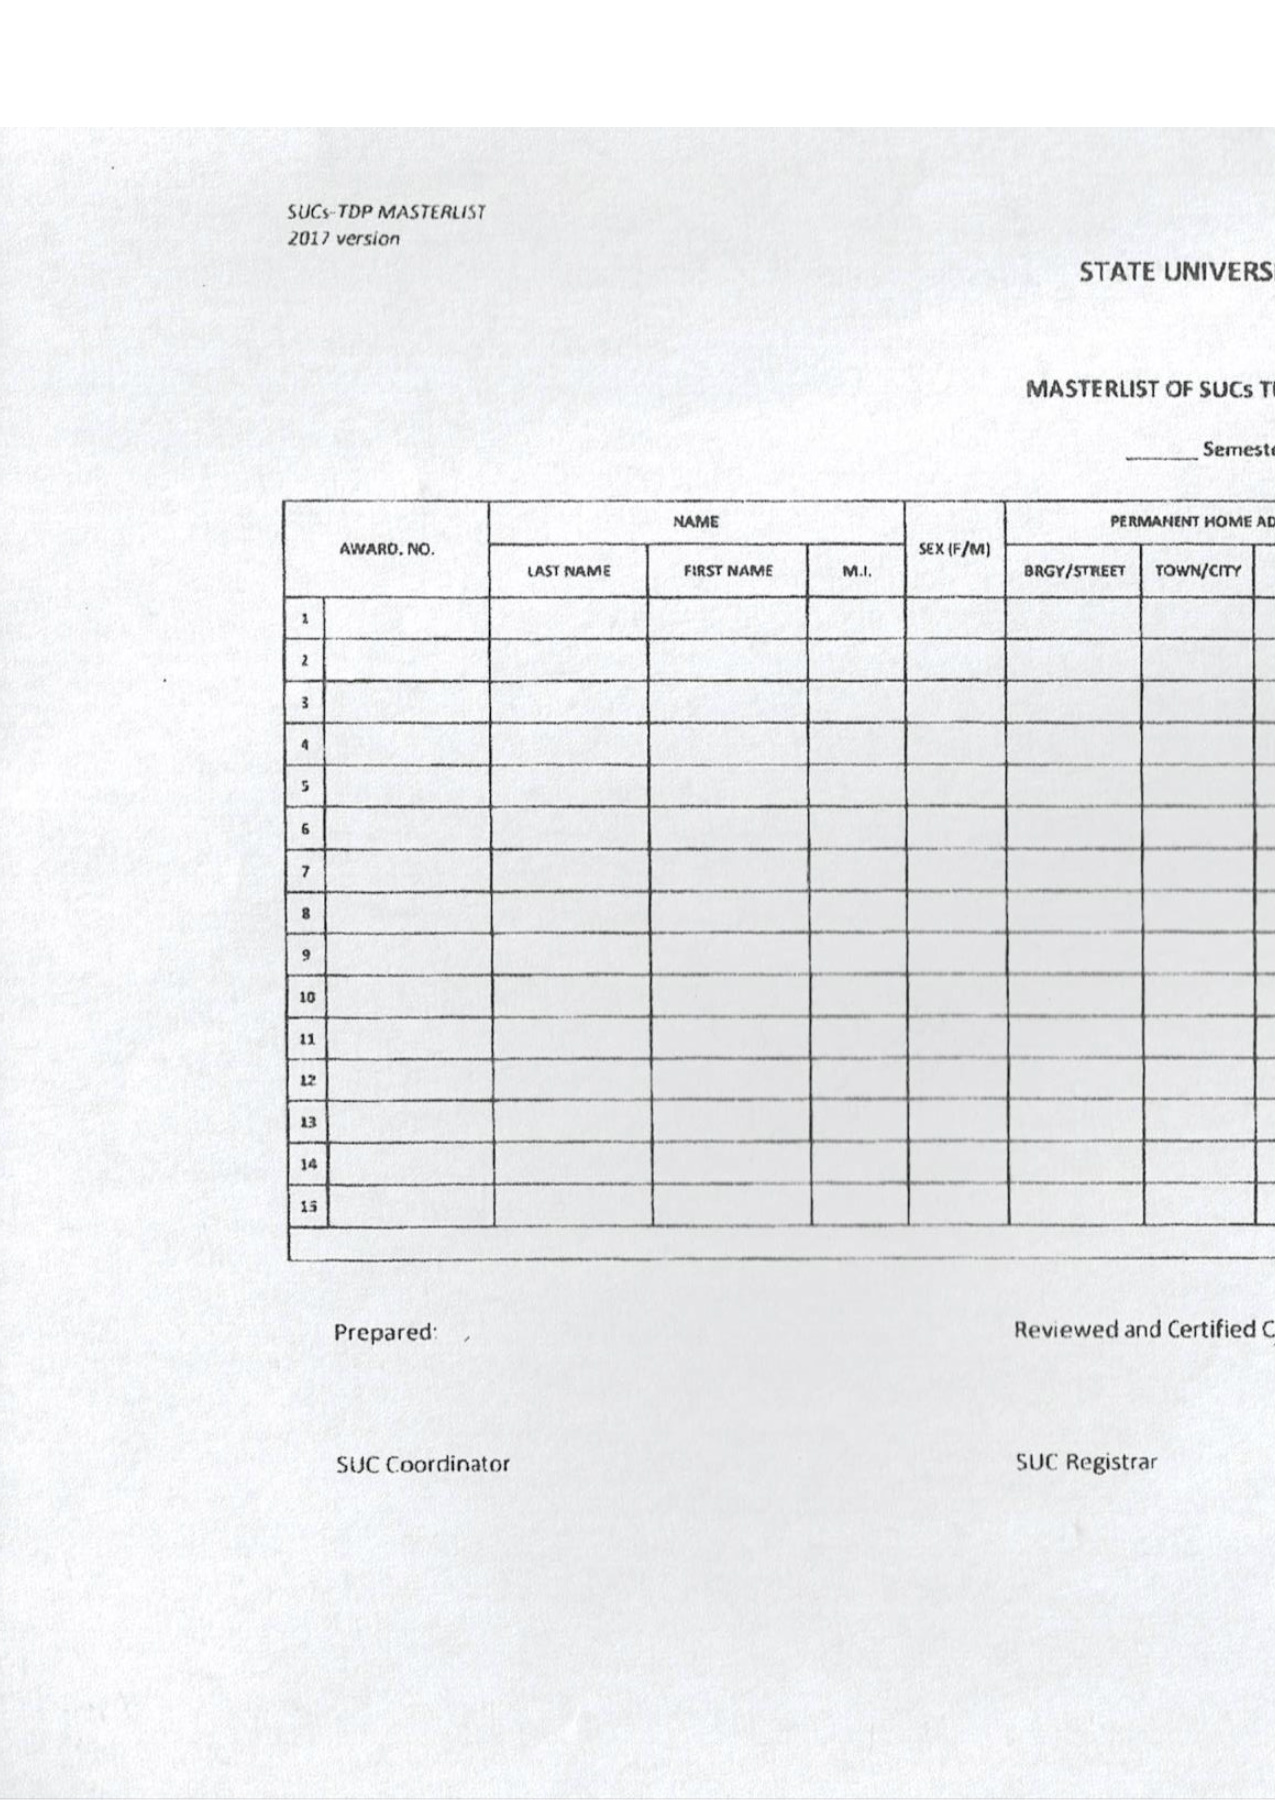 SUCs-TDP MASTERLIST
2017 version
STATE UNIVERS
MASTERLIST OF SUCs
______ Semest
AWARD. NO.
NAME
SEX (F/M)
PERMANENT HOME AD
LAST NAME
FIRST NAME
M.I.
BRGY/STREET
TOWN/CITY
1
2
3
4
5
6
7
8
9
10
11
12
13
14
15
Prepared:
Reviewed and Certified
SUC Coordinator
SUC Registrar